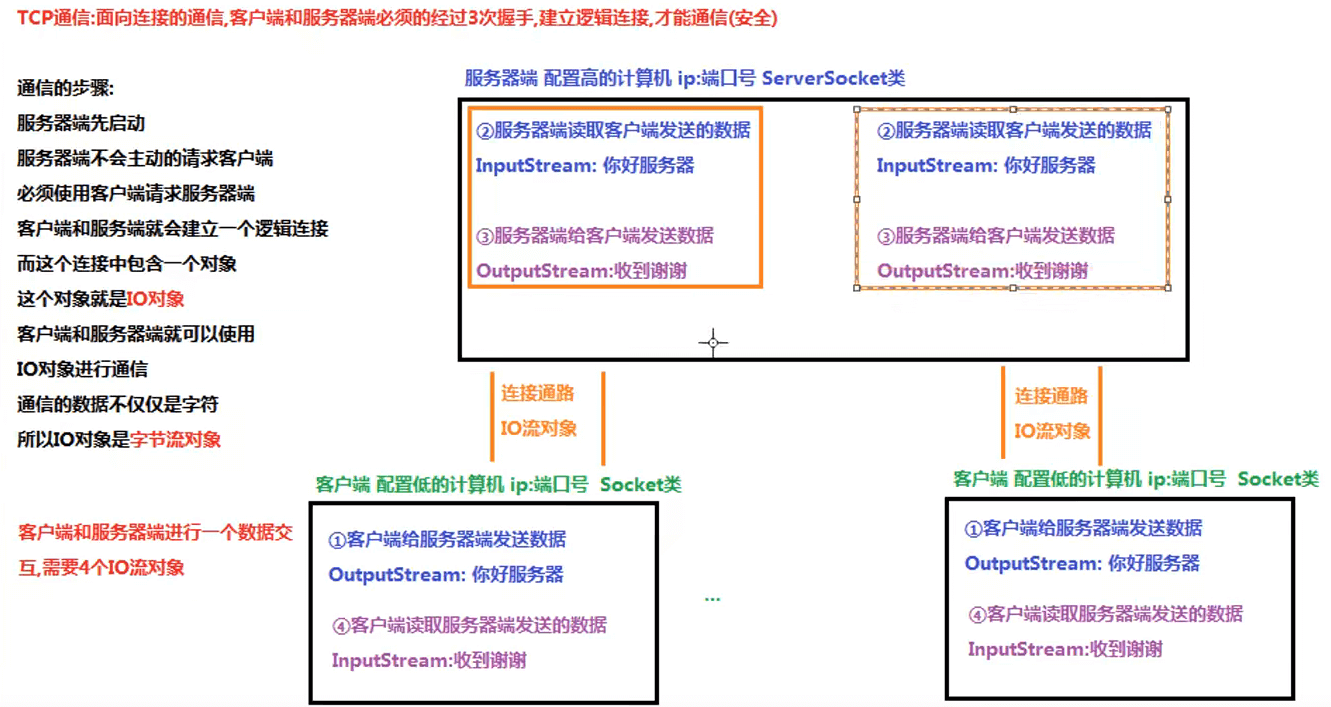 TCP通信:面向连接的通信,客户端和服务器端必须的经过3次握手,建立逻辑连接,才能通信(安全)
通信的步骤:
服务器端先启动
服务器端不会主动的请求客户端
必须使用客户端请求服务器端
客户端和服务端就会建立一个逻辑连接
而这个连接中包含一个对象
这个对象就是IO对象
客户端和服务器端就可以使用
IO对象进行通信
通信的数据不仅仅是字符
所以IO对象是字节流对象
客户端和服务器端进行一个数据交
互,需要4个IO流对象
服务器端 配置高的计算机 ip:端口号 ServerSocket类
②服务器端读取客户端发送的数据
InputStream: 你好服务器
③服务器端给客户端发送数据
OutputStream:收到谢谢
②服务器端读取客户端发送的数据
InputStream: 你好服务器
③服务器端给客户端发送数据
OutputStream:收到谢谢
连接通路
IO流对象
连接通路
IO流对象
客户端 配置低的计算机 ip:端口号 Socket类
①客户端给服务器端发送数据
OutputStream: 你好服务器
④客户端读取服务器端发送的数据
InputStream:收到谢谢
...
客户端 配置低的计算机 ip:端口号 Socket类
①客户端给服务器端发送数据
OutputStream: 你好服务器
④客户端读取服务器端发送的数据
InputStream:收到谢谢